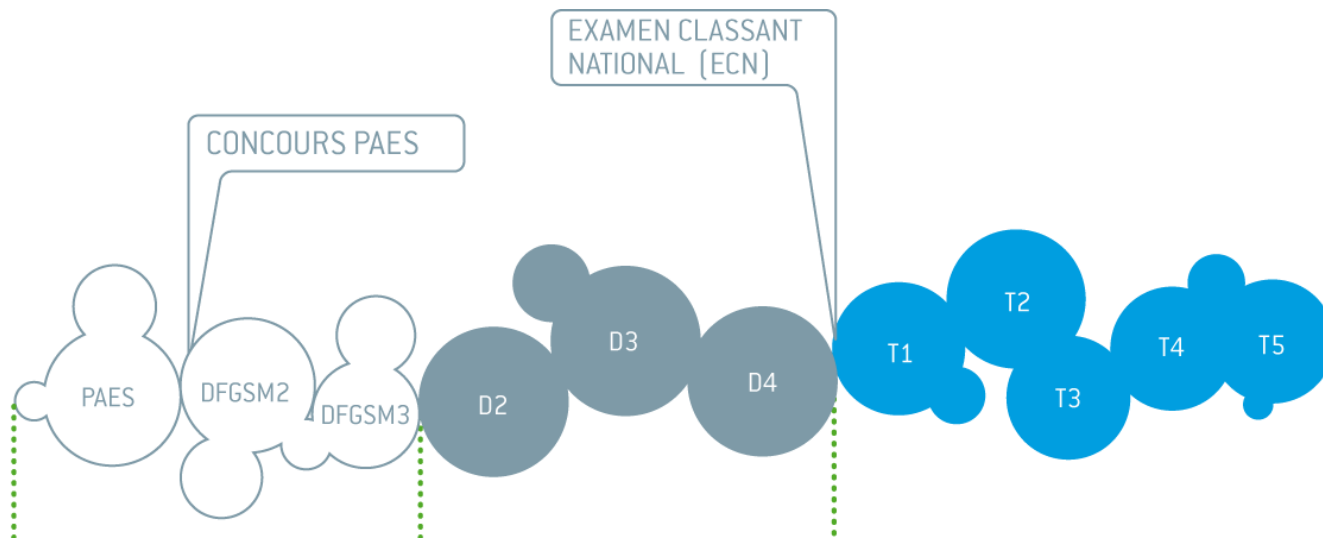 EXAMEN CLASSANT
NATIONAL (ECN)
CONCOURS PAES
PAES
DFGSM2
DFGSM3
D2
D3
D4
T1
T2
T3
T4
T5